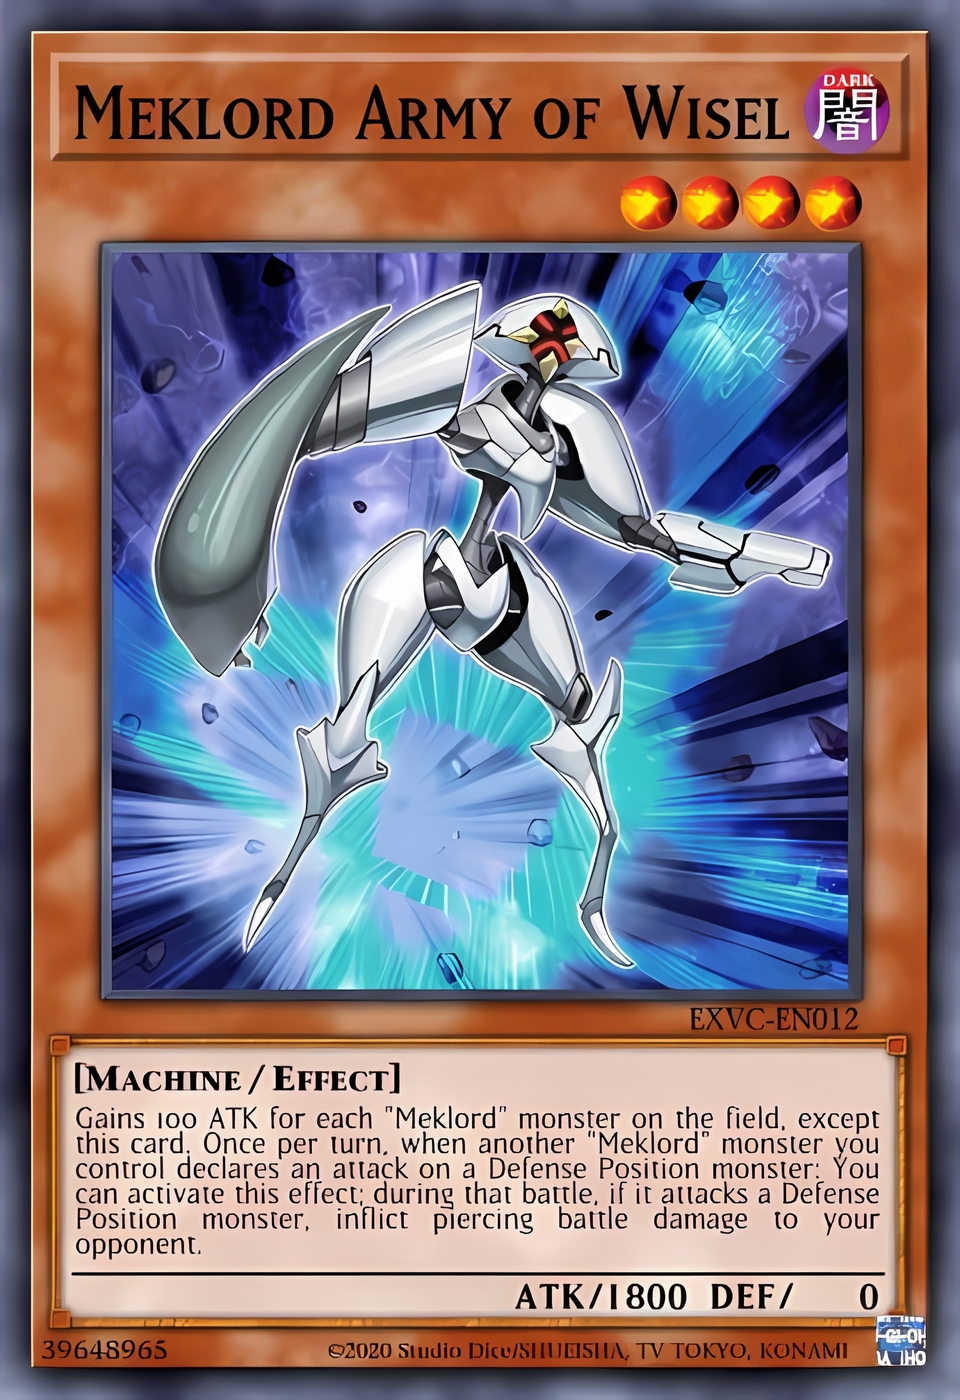 MEKLORD ARMY OF WISEL
DARK
闇
EXVC-EN012
[MACHINE / EFFECT]
Gains 100 ATK for each "Meklord" monster on the field, except
this card. Once per turn, when another "Meklord" monster you
control declares an attack on a Defense Position monster: You
can activate this effect; during that battle, if it attacks a Defense
Position monster, inflict piercing battle damage to your
opponent.
ATK/1800 DEF/ 0
39648965
©2020 Studio Dice/SHUEISHA, TV TOKYO, KONAMI